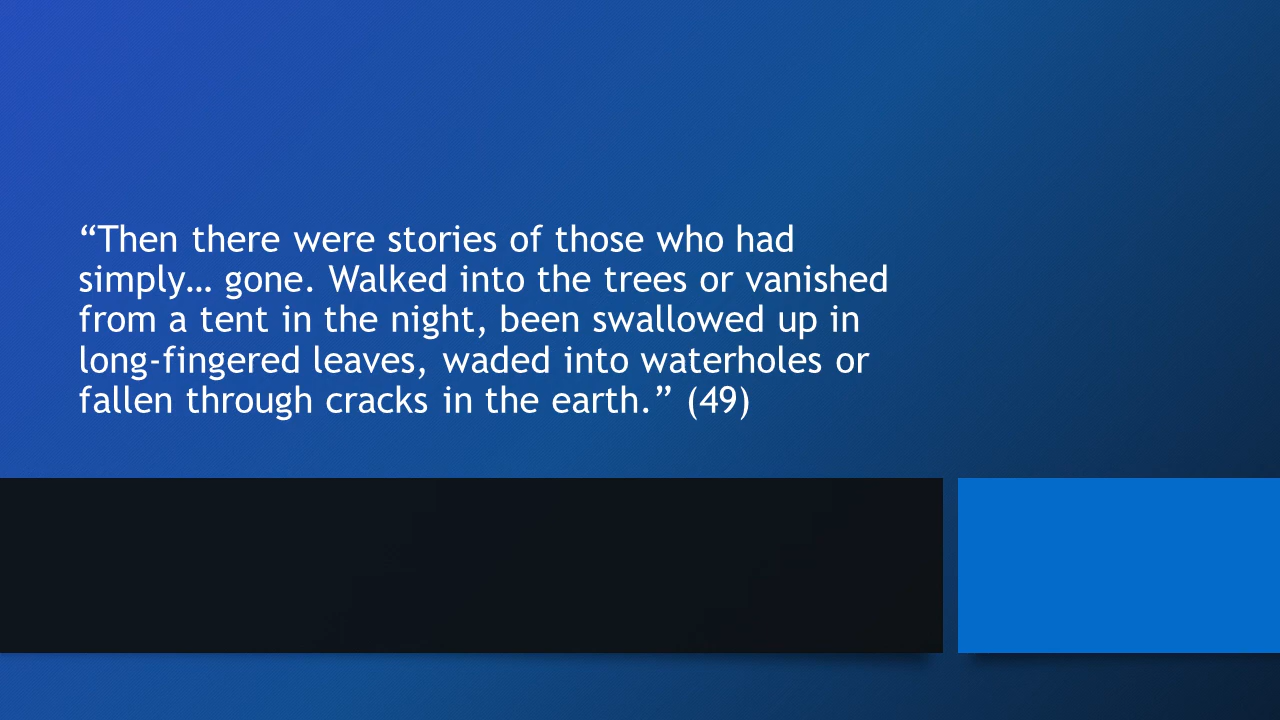 “Then there were stories of those who had
simply… gone. Walked into the trees or vanished
from a tent in the night, been swallowed up in
long-fingered leaves, waded into waterholes or
fallen through cracks in the earth.” (49)